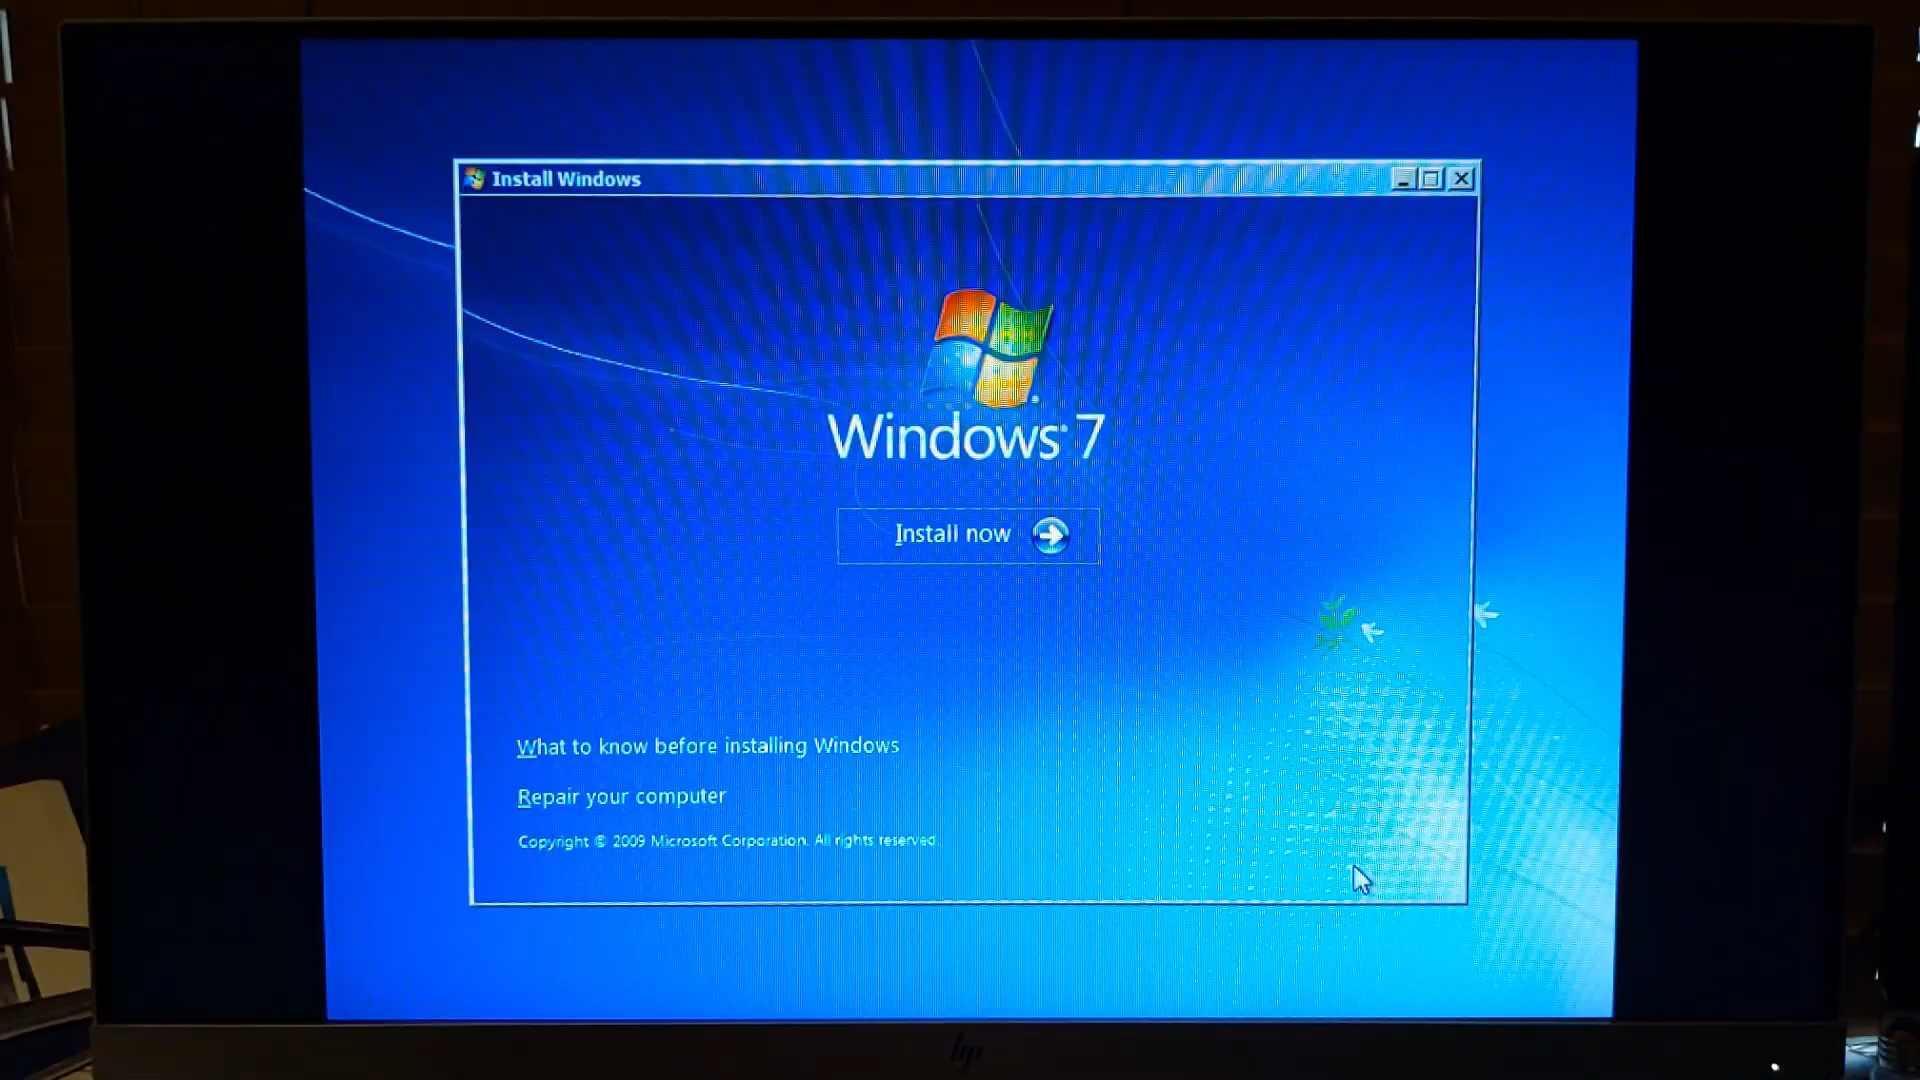 Install Windows
Windows® 7
Install now
What to know before installing Windows
Repair your computer
Copyright © 2009 Microsoft Corporation. All rights reserved.
hp